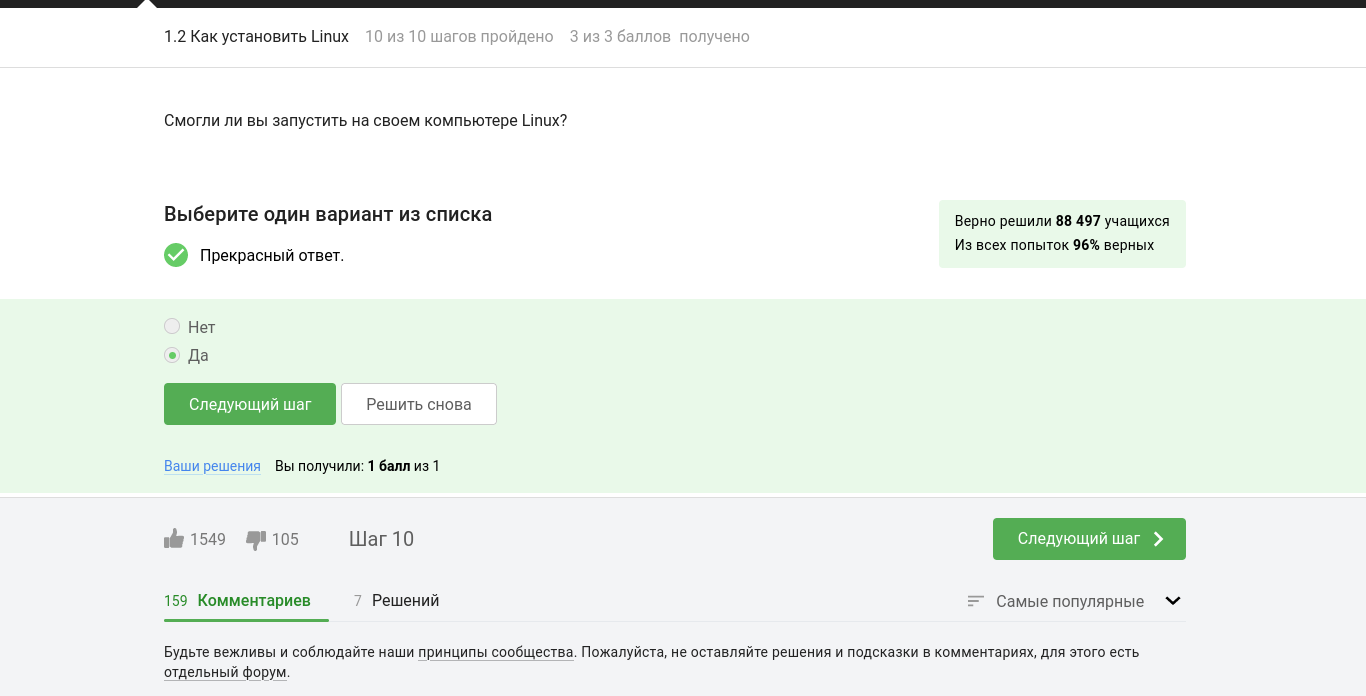 1.2 Как установить Linux 10 из 10 шагов пройдено 3 из 3 баллов получено
Смогли ли вы запустить на своем компьютере Linux?
Выберите один вариант из списка
Прекрасный ответ.
Верно решили 88 497 учащихся
Из всех попыток 96% верных
Нет
Да
Следующий шаг Решить снова
Ваши решения Вы получили: 1 балл из 1
1549 105 Шаг 10 Следующий шаг
159 Комментариев 7 Решений Самые популярные
Будьте вежливы и соблюдайте наши принципы сообщества. Пожалуйста, не оставляйте решения и подсказки в комментариях, для этого есть
отдельный форум.